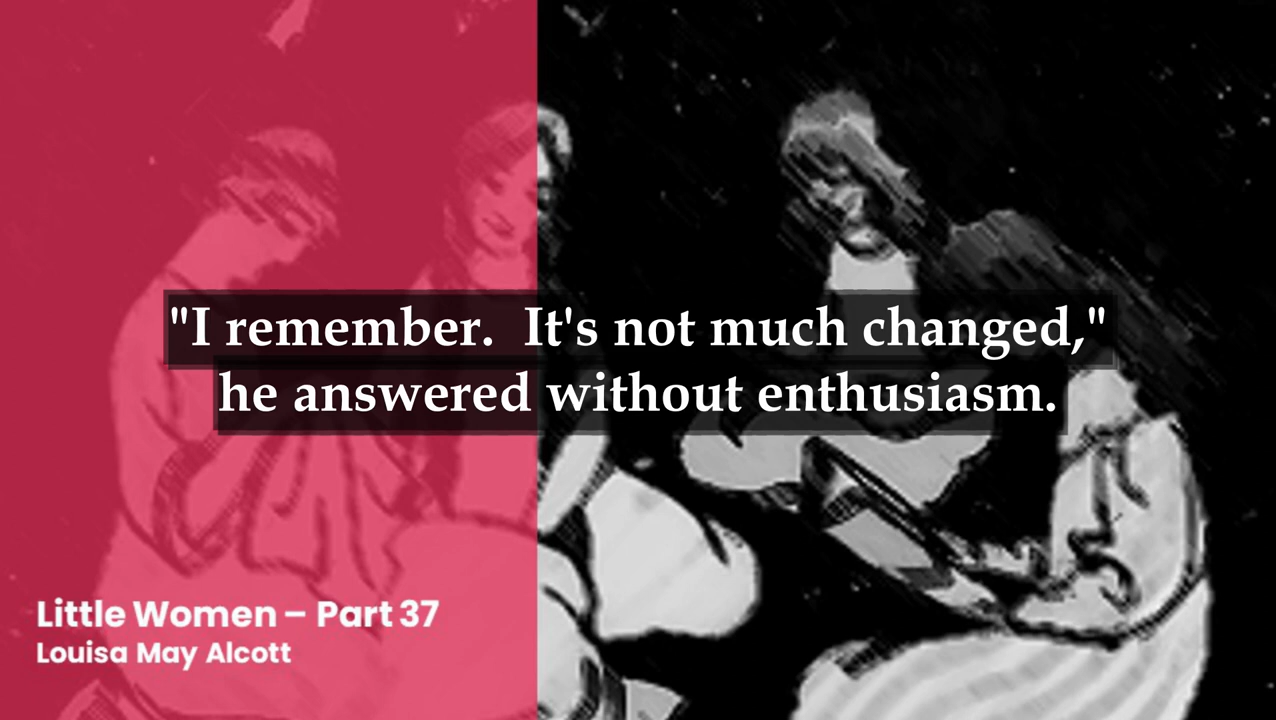 "I remember.  It's not much changed,"
he answered without enthusiasm.
Little Women – Part 37
Louisa May Alcott